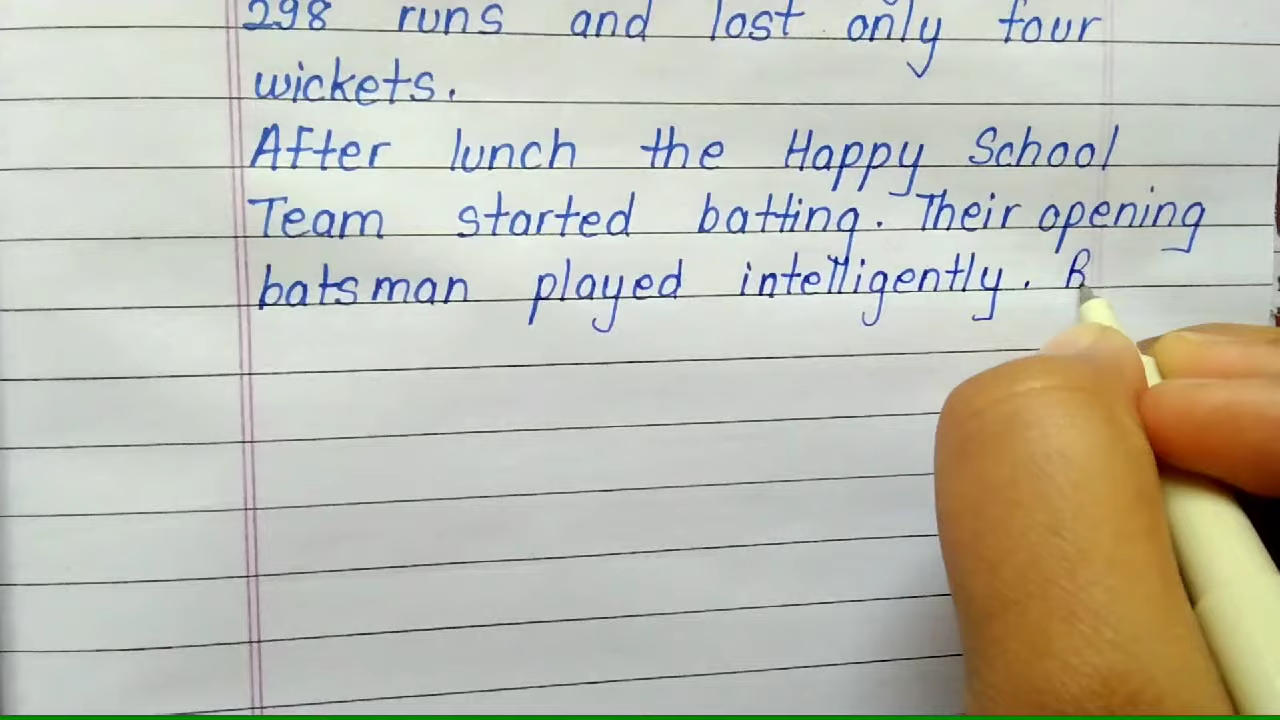 298 runs and lost only four
wickets.
After lunch the Happy School
Team started batting. Their opening
batsman played intelligently. B